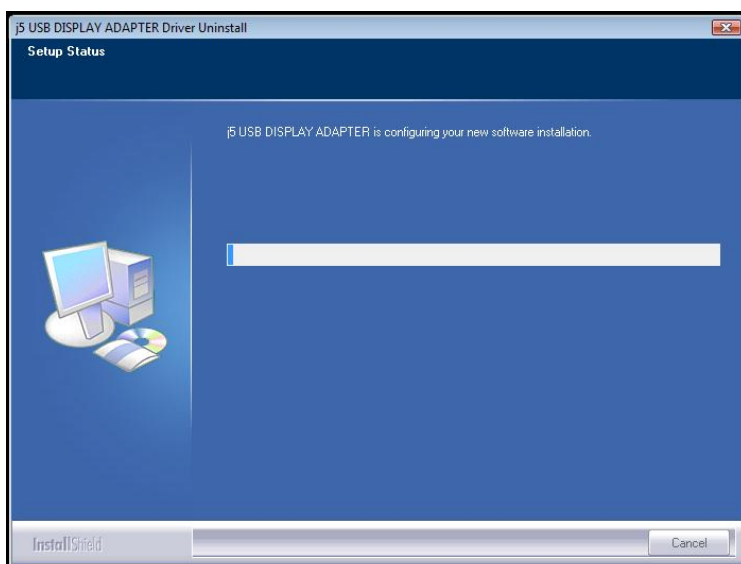 j5 USB DISPLAY ADAPTER Driver Uninstall
Setup Status
j5 USB DISPLAY ADAPTER is configuring your new software installation.
InstallShield
Cancel